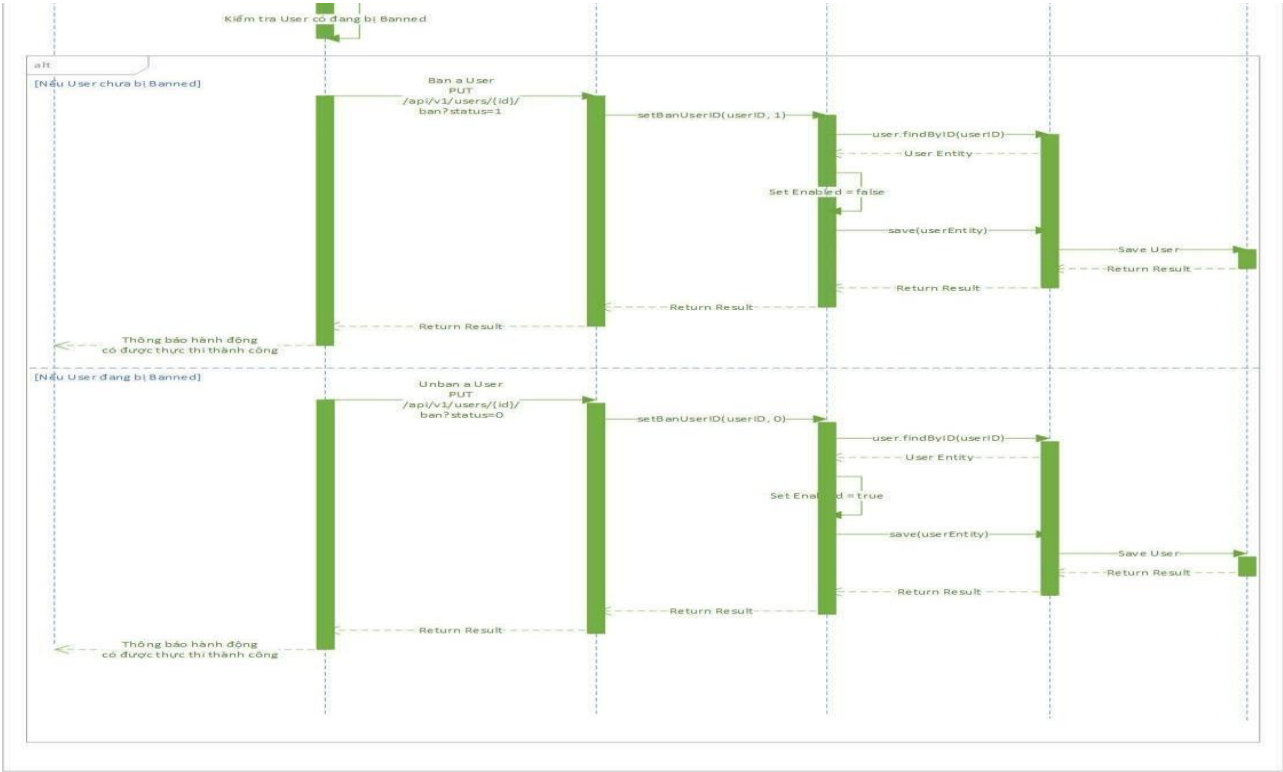 Kiểm tra User có đang bị Banned
alt
[Nếu User chưa bị Banned]
Ban a User
PUT
/api/v1/users/{id}/
ban?status=1
setBanUserID(userID, 1)
user.findByID(userID)
User Entity
Set Enabled = false
save(userEntity)
Save User
Return Result
Return Result
Return Result
Return Result
Thông báo hành động
có được thực thi thành công
[Nếu User đang bị Banned]
Unban a User
PUT
/api/v1/users/{id}/
ban?status=0
setBanUserID(userID, 0)
user.findByID(userID)
User Entity
Set Enabled = true
save(userEntity)
Save User
Return Result
Return Result
Return Result
Return Result
Thông báo hành động
có được thực thi thành công